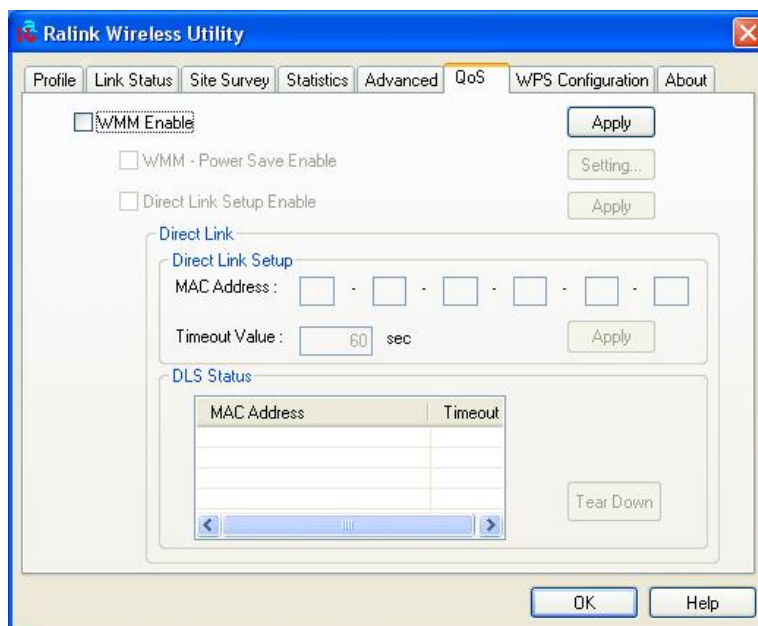 Ralink Wireless Utility
Profile Link Status Site Survey Statistics Advanced QoS WPS Configuration About
WMM Enable Apply
WMM - Power Save Enable Setting...
Direct Link Setup Enable Apply
Direct Link
Direct Link Setup
MAC Address : - - - - -
Timeout Value : 60 sec Apply
DLS Status
MAC Address Timeout
Tear Down
OK Help